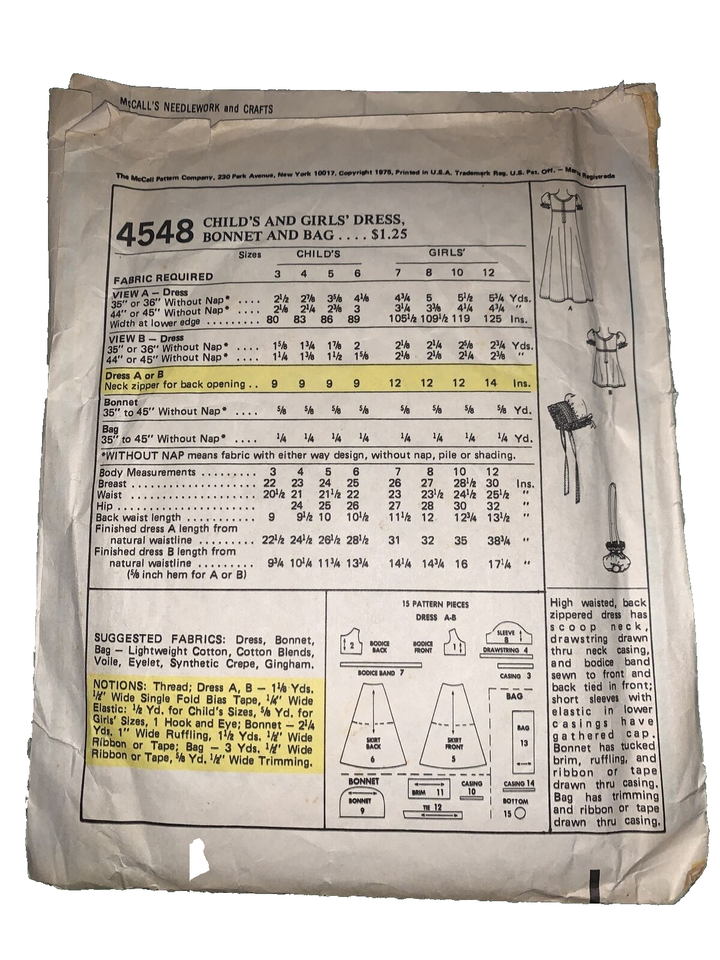 McCALL'S NEEDLEWORK and CRAFTS
The McCall Pattern Company, 230 Park Avenue, New York 10017, Copyright 1975, Printed in U.S.A. Trademark Reg. U.S. Pat. Off. — Marca Registrada
4548 CHILD'S AND GIRLS' DRESS,
BONNET AND BAG . . . . $1.25
Sizes CHILD'S GIRLS'
FABRIC REQUIRED 3 4 5 6 7 8 10 12
VIEW A – Dress
35" or 36" Without Nap* .... 2½ 2⅞ 3⅝ 4⅛ 4¾ 5 5½ 5¾ Yds.
44" or 45" Without Nap* .... 2⅛ 2¼ 2⅜ 3 3¼ 3⅜ 4¼ 4¾ "
Width at lower edge ......... 80 83 86 89 105½ 109½ 119 125 Ins.
VIEW B – Dress
35" or 36" Without Nap* .... 1⅝ 1¾ 1⅞ 2 2⅛ 2¼ 2⅝ 2¾ Yds.
44" or 45" Without Nap* .... 1¼ 1⅜ 1½ 1⅝ 2⅛ 2⅛ 2¼ 2⅜ "
Dress A or B
Neck zipper for back opening .. 9 9 9 9 12 12 12 14 Ins.
Bonnet
35" to 45" Without Nap* .... ⅝ ⅝ ⅝ ⅝ ⅝ ⅝ ⅝ ⅝ Yd.
Bag
35" to 45" Without Nap* .... ¼ ¼ ¼ ¼ ¼ ¼ ¼ ¼ Yd.
*WITHOUT NAP means fabric with either way design, without nap, pile or shading.
Body Measurements ......... 3 4 5 6 7 8 10 12
Breast ..................... 22 23 24 25 26 27 28½ 30 Ins.
Waist ..................... 20½ 21 21½ 22 23 23½ 24½ 25½ "
Hip ....................... 24 25 26 27 28 30 32 "
Back waist length ........... 9 9½ 10 10½ 11½ 12 12¾ 13½ "
Finished dress A length from
natural waistline ......... 22½ 24½ 26½ 28½ 31 32 35 38¾ "
Finished dress B length from
natural waistline ......... 9¾ 10¼ 11¾ 13¾ 14¼ 14¾ 16 17¼ "
(⅝ inch hem for A or B)
A
B
SUGGESTED FABRICS: Dress, Bonnet,
Bag – Lightweight Cotton, Cotton Blends,
Voile, Eyelet, Synthetic Crepe, Gingham.
NOTIONS: Thread; Dress A, B – 1⅛ Yds.
½" Wide Single Fold Bias Tape, ¼" Wide
Elastic: ½ Yd. for Child's Sizes, ⅝ Yd. for
Girls' Sizes, 1 Hook and Eye; Bonnet – 2¼
Yds. 1" Wide Ruffling, 1½ Yds. ½" Wide
Ribbon or Tape; Bag – 3 Yds. ½" Wide
Ribbon or Tape, ⅝ Yd. ½" Wide Trimming.
15 PATTERN PIECES
DRESS A-B
2 BODICE BACK
BODICE FRONT 1
SLEEVE 8
DRAWSTRING 4
BODICE BAND 7
CASING 3
SKIRT BACK 6
SKIRT FRONT 5
BAG
BAG 13
BONNET
BONNET 9
BRIM 11
CASING 10
TIE 12
CASING 14
BOTTOM 15
High waisted, back
zippered dress has
scoop neck,
drawstring drawn
thru neck casing,
and bodice band
sewn to front and
back tied in front;
short sleeves with
elastic in lower
casings have
gathered cap.
Bonnet has tucked
brim, ruffling, and
ribbon or tape
drawn thru casing.
Bag has trimming
and ribbon or tape
drawn thru casing.